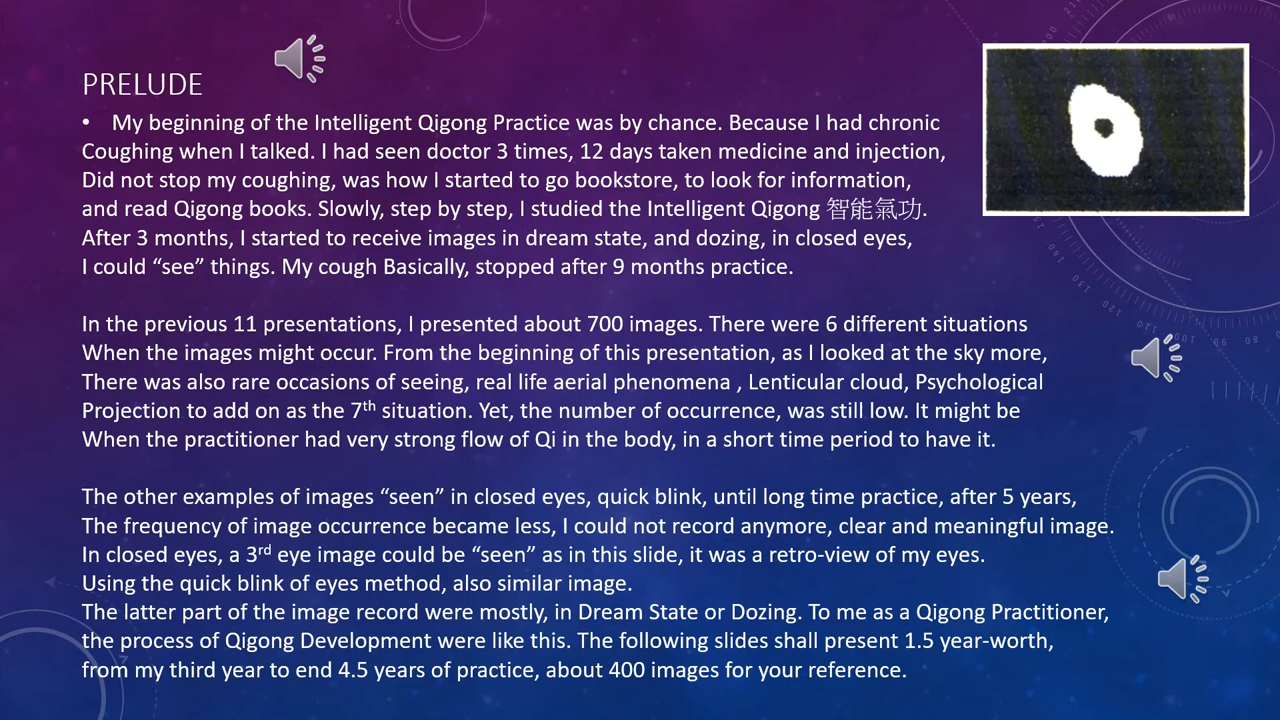 PRELUDE
• My beginning of the Intelligent Qigong Practice was by chance. Because I had chronic
Coughing when I talked. I had seen doctor 3 times, 12 days taken medicine and injection,
Did not stop my coughing, was how I started to go bookstore, to look for information,
and read Qigong books. Slowly, step by step, I studied the Intelligent Qigong 智能氣功.
After 3 months, I started to receive images in dream state, and dozing, in closed eyes,
I could “see” things. My cough Basically, stopped after 9 months practice.
In the previous 11 presentations, I presented about 700 images. There were 6 different situations
When the images might occur. From the beginning of this presentation, as I looked at the sky more,
There was also rare occasions of seeing, real life aerial phenomena , Lenticular cloud, Psychological
Projection to add on as the 7th situation. Yet, the number of occurrence, was still low. It might be
When the practitioner had very strong flow of Qi in the body, in a short time period to have it.
The other examples of images “seen” in closed eyes, quick blink, until long time practice, after 5 years,
The frequency of image occurrence became less, I could not record anymore, clear and meaningful image.
In closed eyes, a 3rd eye image could be “seen” as in this slide, it was a retro-view of my eyes.
Using the quick blink of eyes method, also similar image.
The latter part of the image record were mostly, in Dream State or Dozing. To me as a Qigong Practitioner,
the process of Qigong Development were like this. The following slides shall present 1.5 year-worth,
from my third year to end 4.5 years of practice, about 400 images for your reference.